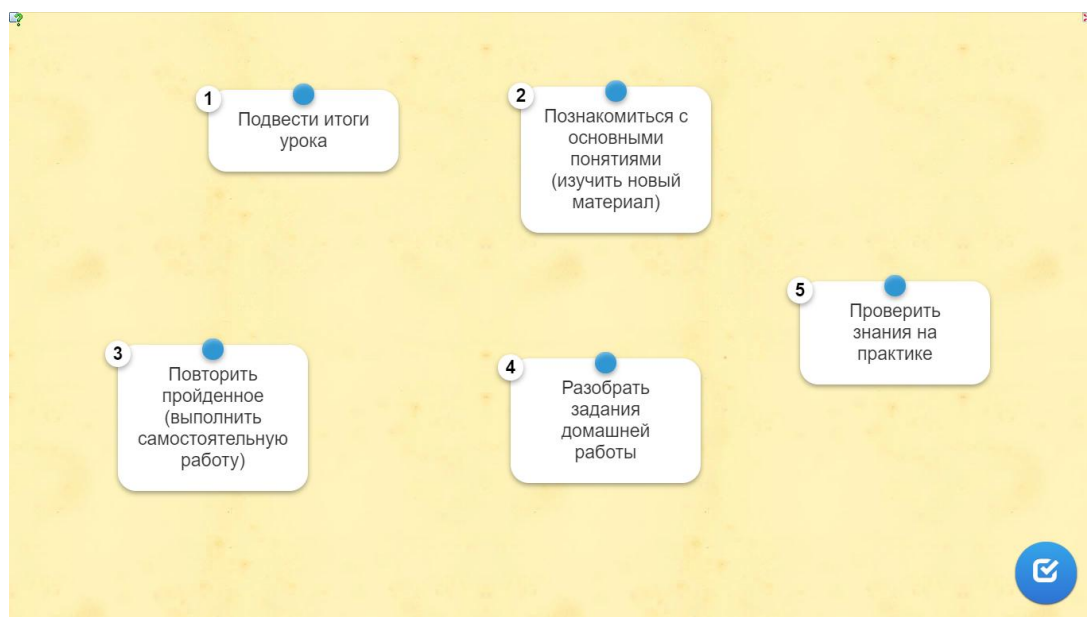 1
Подвести итоги
урока
2
Познакомиться с
основными
понятиями
(изучить новый
материал)
5
Проверить
знания на
практике
3
Повторить
пройденное
(выполнить
самостоятельную
работу)
4
Разобрать
задания
домашней
работы